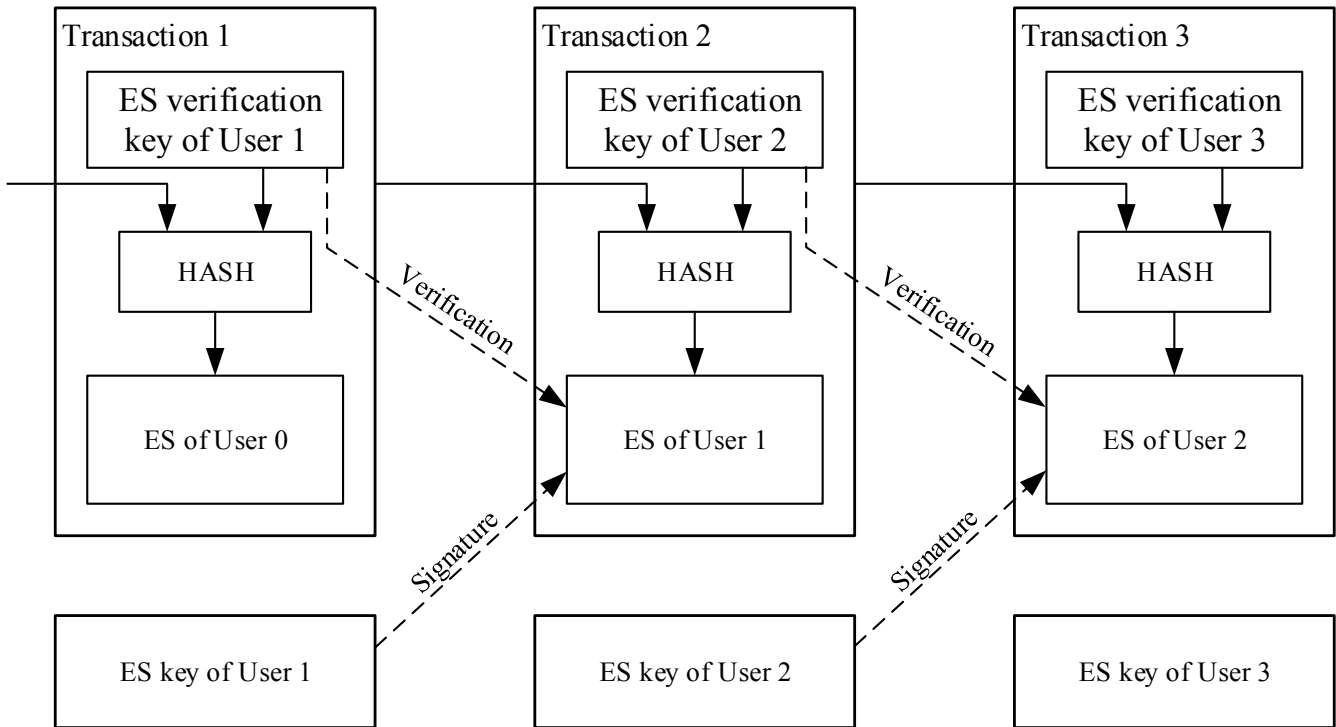 Transaction 1
ES verification
key of User 1
HASH
ES of User 0
Transaction 2
ES verification
key of User 2
HASH
ES of User 1
Transaction 3
ES verification
key of User 3
HASH
ES of User 2
Verification
Verification
Signature
Signature
ES key of User 1
ES key of User 2
ES key of User 3